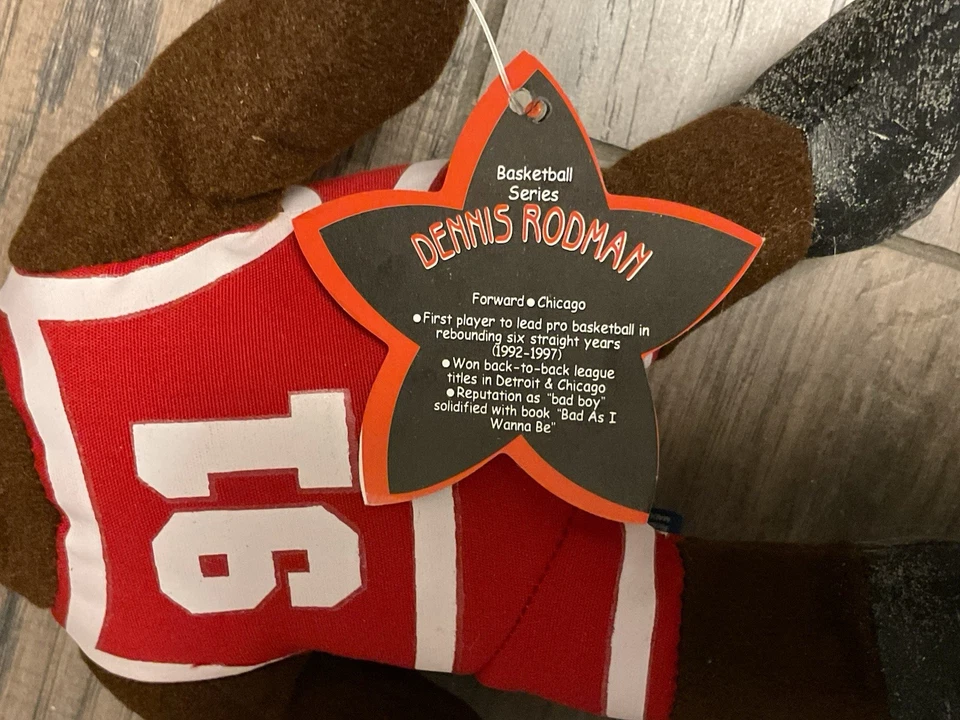 Basketball
Series
DENNIS RODMAN
Forward●Chicago
●First player to lead pro basketball in
rebounding six straight years
(1992-1997)
●Won back-to-back league
titles in Detroit & Chicago
●Reputation as "bad boy"
solidified with book "Bad As I
Wanna Be"
91